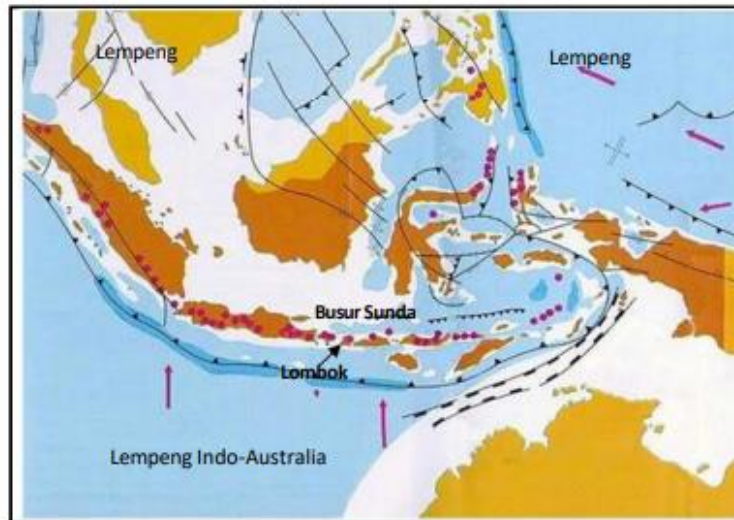 Lempeng
Lempeng
Busur Sunda
Lombok
Lempeng Indo-Australia